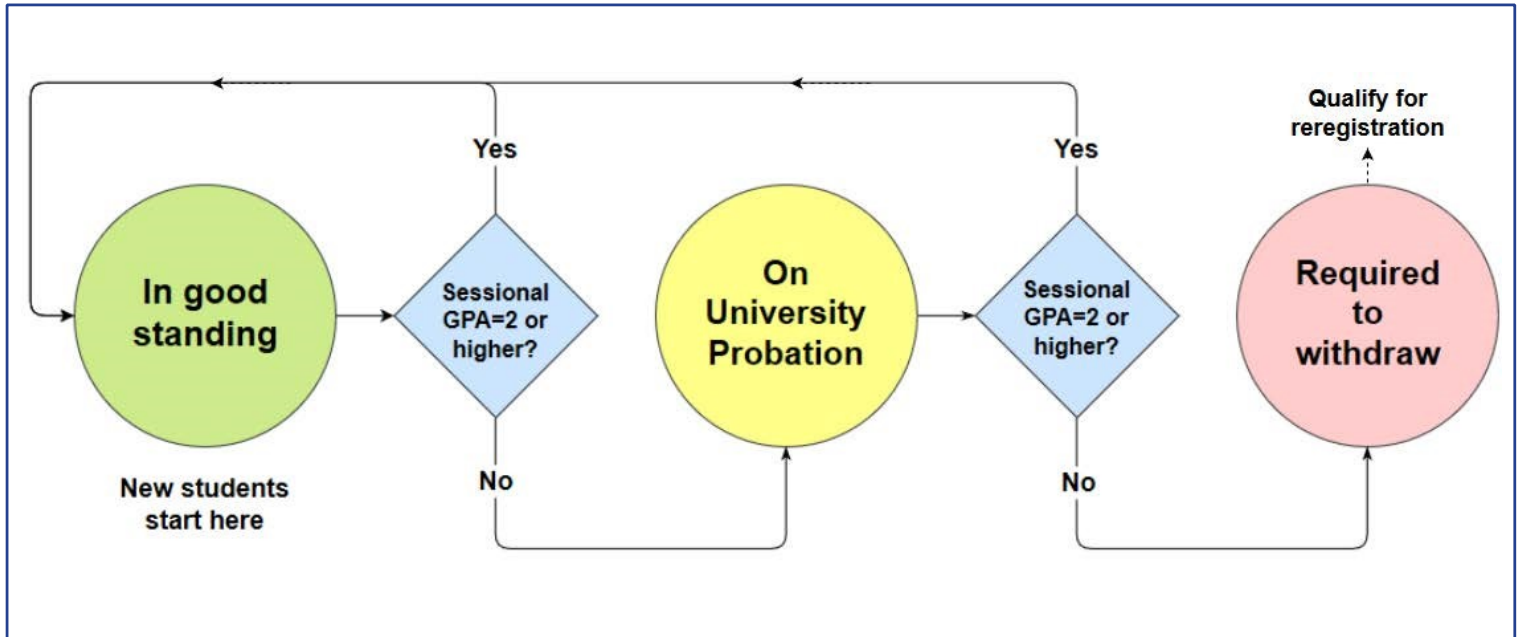 In good
standing
New students
start here
Yes
Sessional
GPA=2 or
higher?
No
On
University
Probation
Yes
Sessional
GPA=2 or
higher?
No
Qualify for
reregistration
Required
to
withdraw